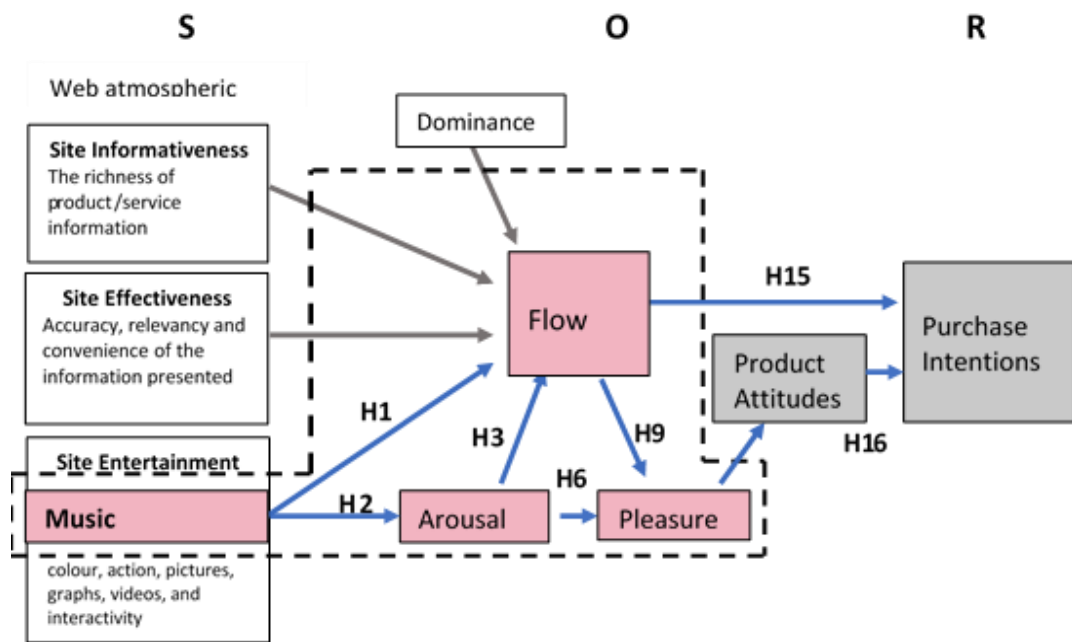 S
O
R
Web atmospheric
Site Informativeness
The richness of
product/service
information
Site Effectiveness
Accuracy, relevancy and
convenience of the
information presented
Site Entertainment
Music
colour, action, pictures,
graphs, videos, and
interactivity
Dominance
Flow
H1
H2
H3
Arousal
H6
H9
Pleasure
H15
Product
Attitudes
H16
Purchase
Intentions